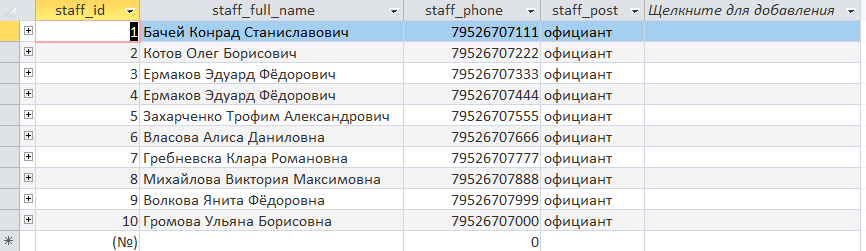 staff_id staff_full_name staff_phone staff_post Щелкните для добавления
1 Бачей Конрад Станиславович 79526707111 официант
2 Котов Олег Борисович 79526707222 официант
3 Ермаков Эдуард Фёдорович 79526707333 официант
4 Ермаков Эдуард Фёдорович 79526707444 официант
5 Захарченко Трофим Александрович 79526707555 официант
6 Власова Алиса Даниловна 79526707666 официант
7 Гребневска Клара Романовна 79526707777 официант
8 Михайлова Виктория Максимовна 79526707888 официант
9 Волкова Янита Фёдоровна 79526707999 официант
10 Громова Ульяна Борисовна 79526707000 официант
(№) 0